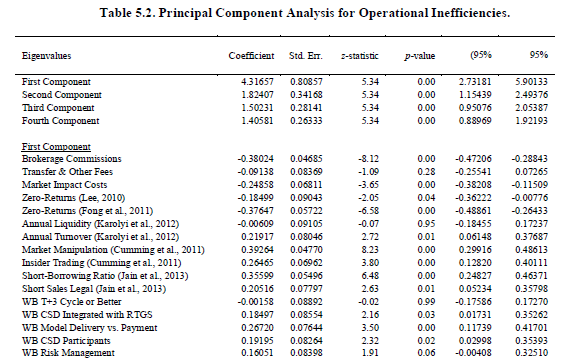 Table 5.2. Principal Component Analysis for Operational Inefficiencies.
Eigenvalues Coefficient Std. Err. z-statistic p-value (95% 95%
First Component 4.31657 0.80857 5.34 0.00 2.73181 5.90133
Second Component 1.82407 0.34168 5.34 0.00 1.15439 2.49376
Third Component 1.50231 0.28141 5.34 0.00 0.95076 2.05387
Fourth Component 1.40581 0.26333 5.34 0.00 0.88969 1.92193
First Component
Brokerage Commissions -0.38024 0.04685 -8.12 0.00 -0.47206 -0.28843
Transfer & Other Fees -0.09138 0.08369 -1.09 0.28 -0.25541 0.07265
Market Impact Costs -0.24858 0.06811 -3.65 0.00 -0.38208 -0.11509
Zero-Returns (Lee, 2010) -0.18499 0.09043 -2.05 0.04 -0.36222 -0.00776
Zero-Returns (Fong et al., 2011) -0.37647 0.05722 -6.58 0.00 -0.48861 -0.26433
Annual Liquidity (Karolyi et al., 2012) -0.00609 0.09105 -0.07 0.95 -0.18455 0.17237
Annual Turnover (Karolyi et al., 2012) 0.21917 0.08046 2.72 0.01 0.06148 0.37687
Market Manipulation (Cumming et al., 2011) 0.39264 0.04770 8.23 0.00 0.29916 0.48613
Insider Trading (Cumming et al., 2011) 0.26465 0.06962 3.80 0.00 0.12820 0.40111
Short-Borrowing Ratio (Jain et al., 2013) 0.35599 0.05496 6.48 0.00 0.24827 0.46371
Short Sales Legal (Jain et al., 2013) 0.20516 0.07797 2.63 0.01 0.05234 0.35798
WB T+3 Cycle or Better -0.00158 0.08892 -0.02 0.99 -0.17586 0.17270
WB CSD Integrated with RTGS 0.18497 0.08554 2.16 0.03 0.01731 0.35262
WB Model Delivery vs. Payment 0.26720 0.07644 3.50 0.00 0.11739 0.41701
WB CSD Participants 0.19195 0.08264 2.32 0.02 0.02998 0.35393
WB Risk Management 0.16051 0.08398 1.91 0.06 -0.00408 0.32510